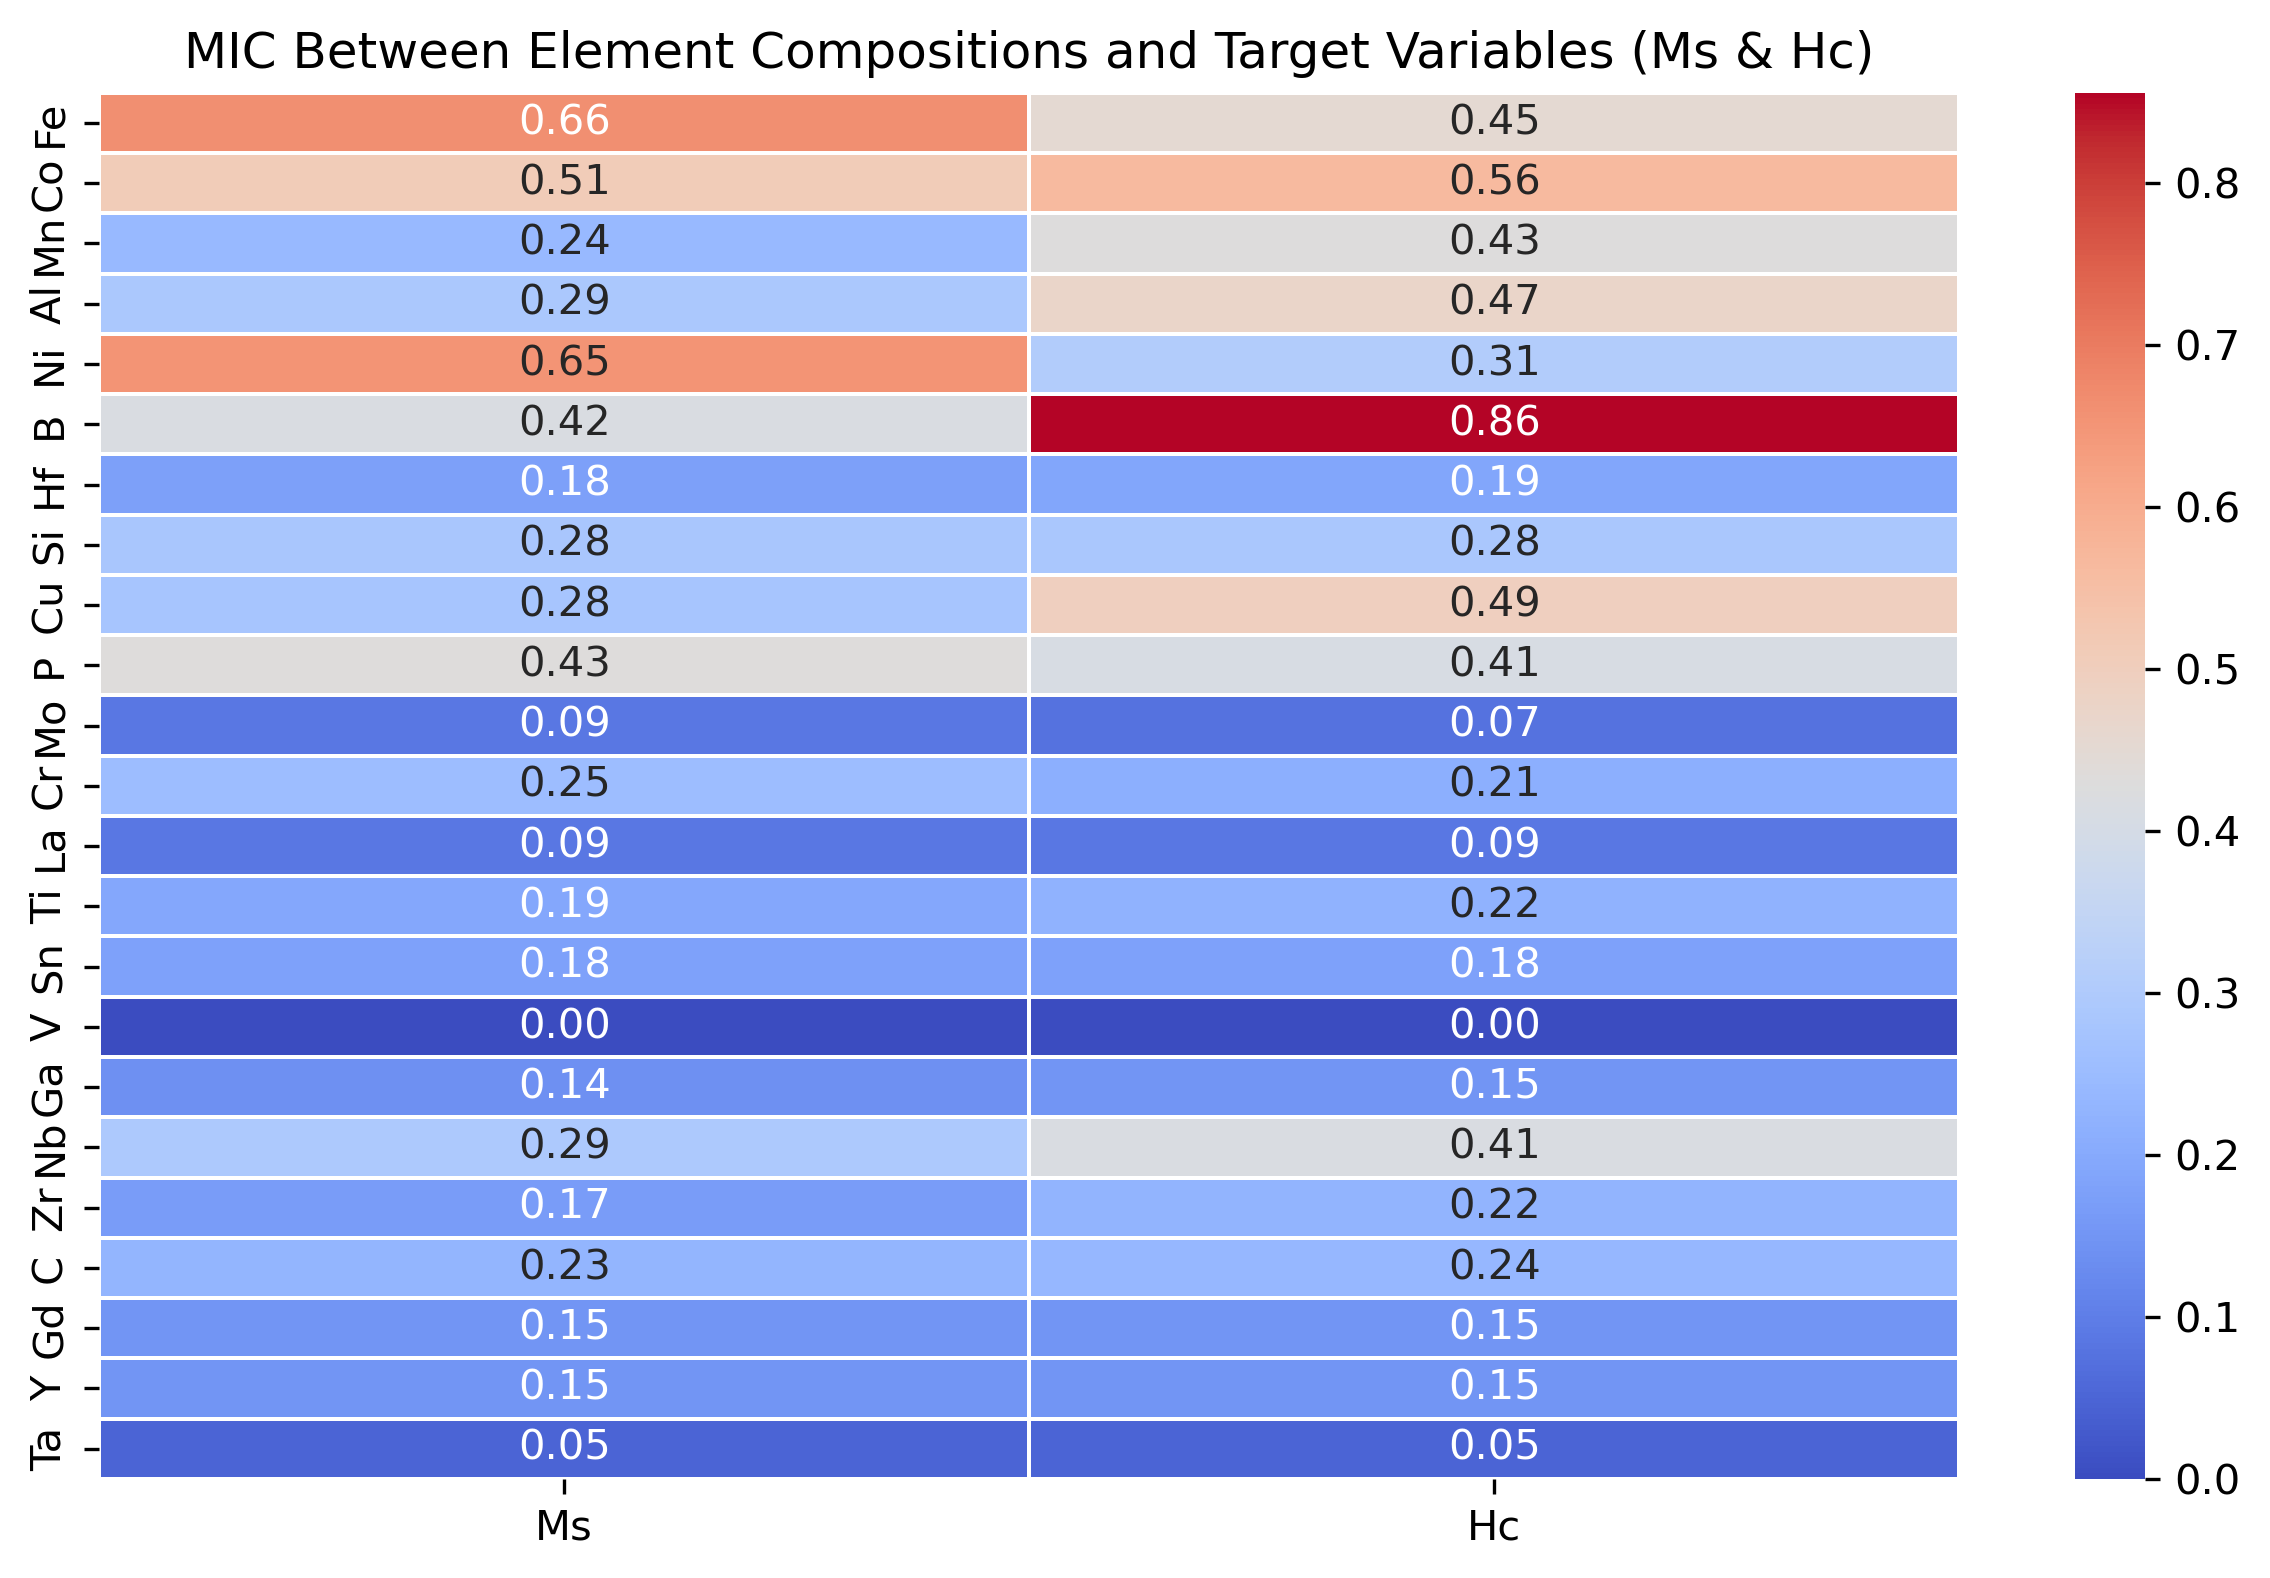 MIC Between Element Compositions and Target Variables (Ms & Hc)
Fe 0.66 0.45
Co 0.51 0.56
Mn 0.24 0.43
Al 0.29 0.47
Ni 0.65 0.31
B 0.42 0.86
Hf 0.18 0.19
Si 0.28 0.28
Cu 0.28 0.49
P 0.43 0.41
Mo 0.09 0.07
Cr 0.25 0.21
La 0.09 0.09
Ti 0.19 0.22
Sn 0.18 0.18
V 0.00 0.00
Ga 0.14 0.15
Nb 0.29 0.41
Zr 0.17 0.22
C 0.23 0.24
Gd 0.15 0.15
Y 0.15 0.15
Ta 0.05 0.05
Ms Hc
0.8
0.7
0.6
0.5
0.4
0.3
0.2
0.1
0.0